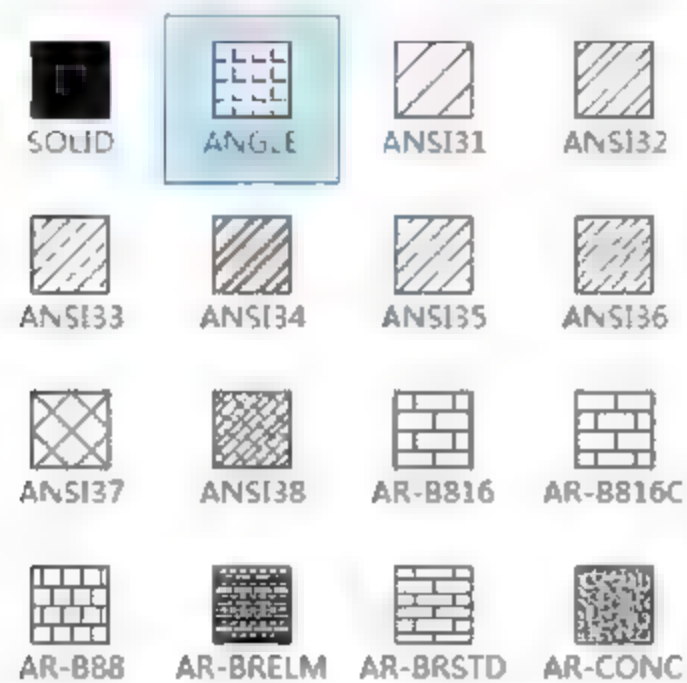 SOLID ANGLE ANSI31 ANSI32
ANSI33 ANSI34 ANSI35 ANSI36
ANSI37 ANSI38 AR-B816 AR-B816C
AR-B88 AR-BRELM AR-BRSTD AR-CONC